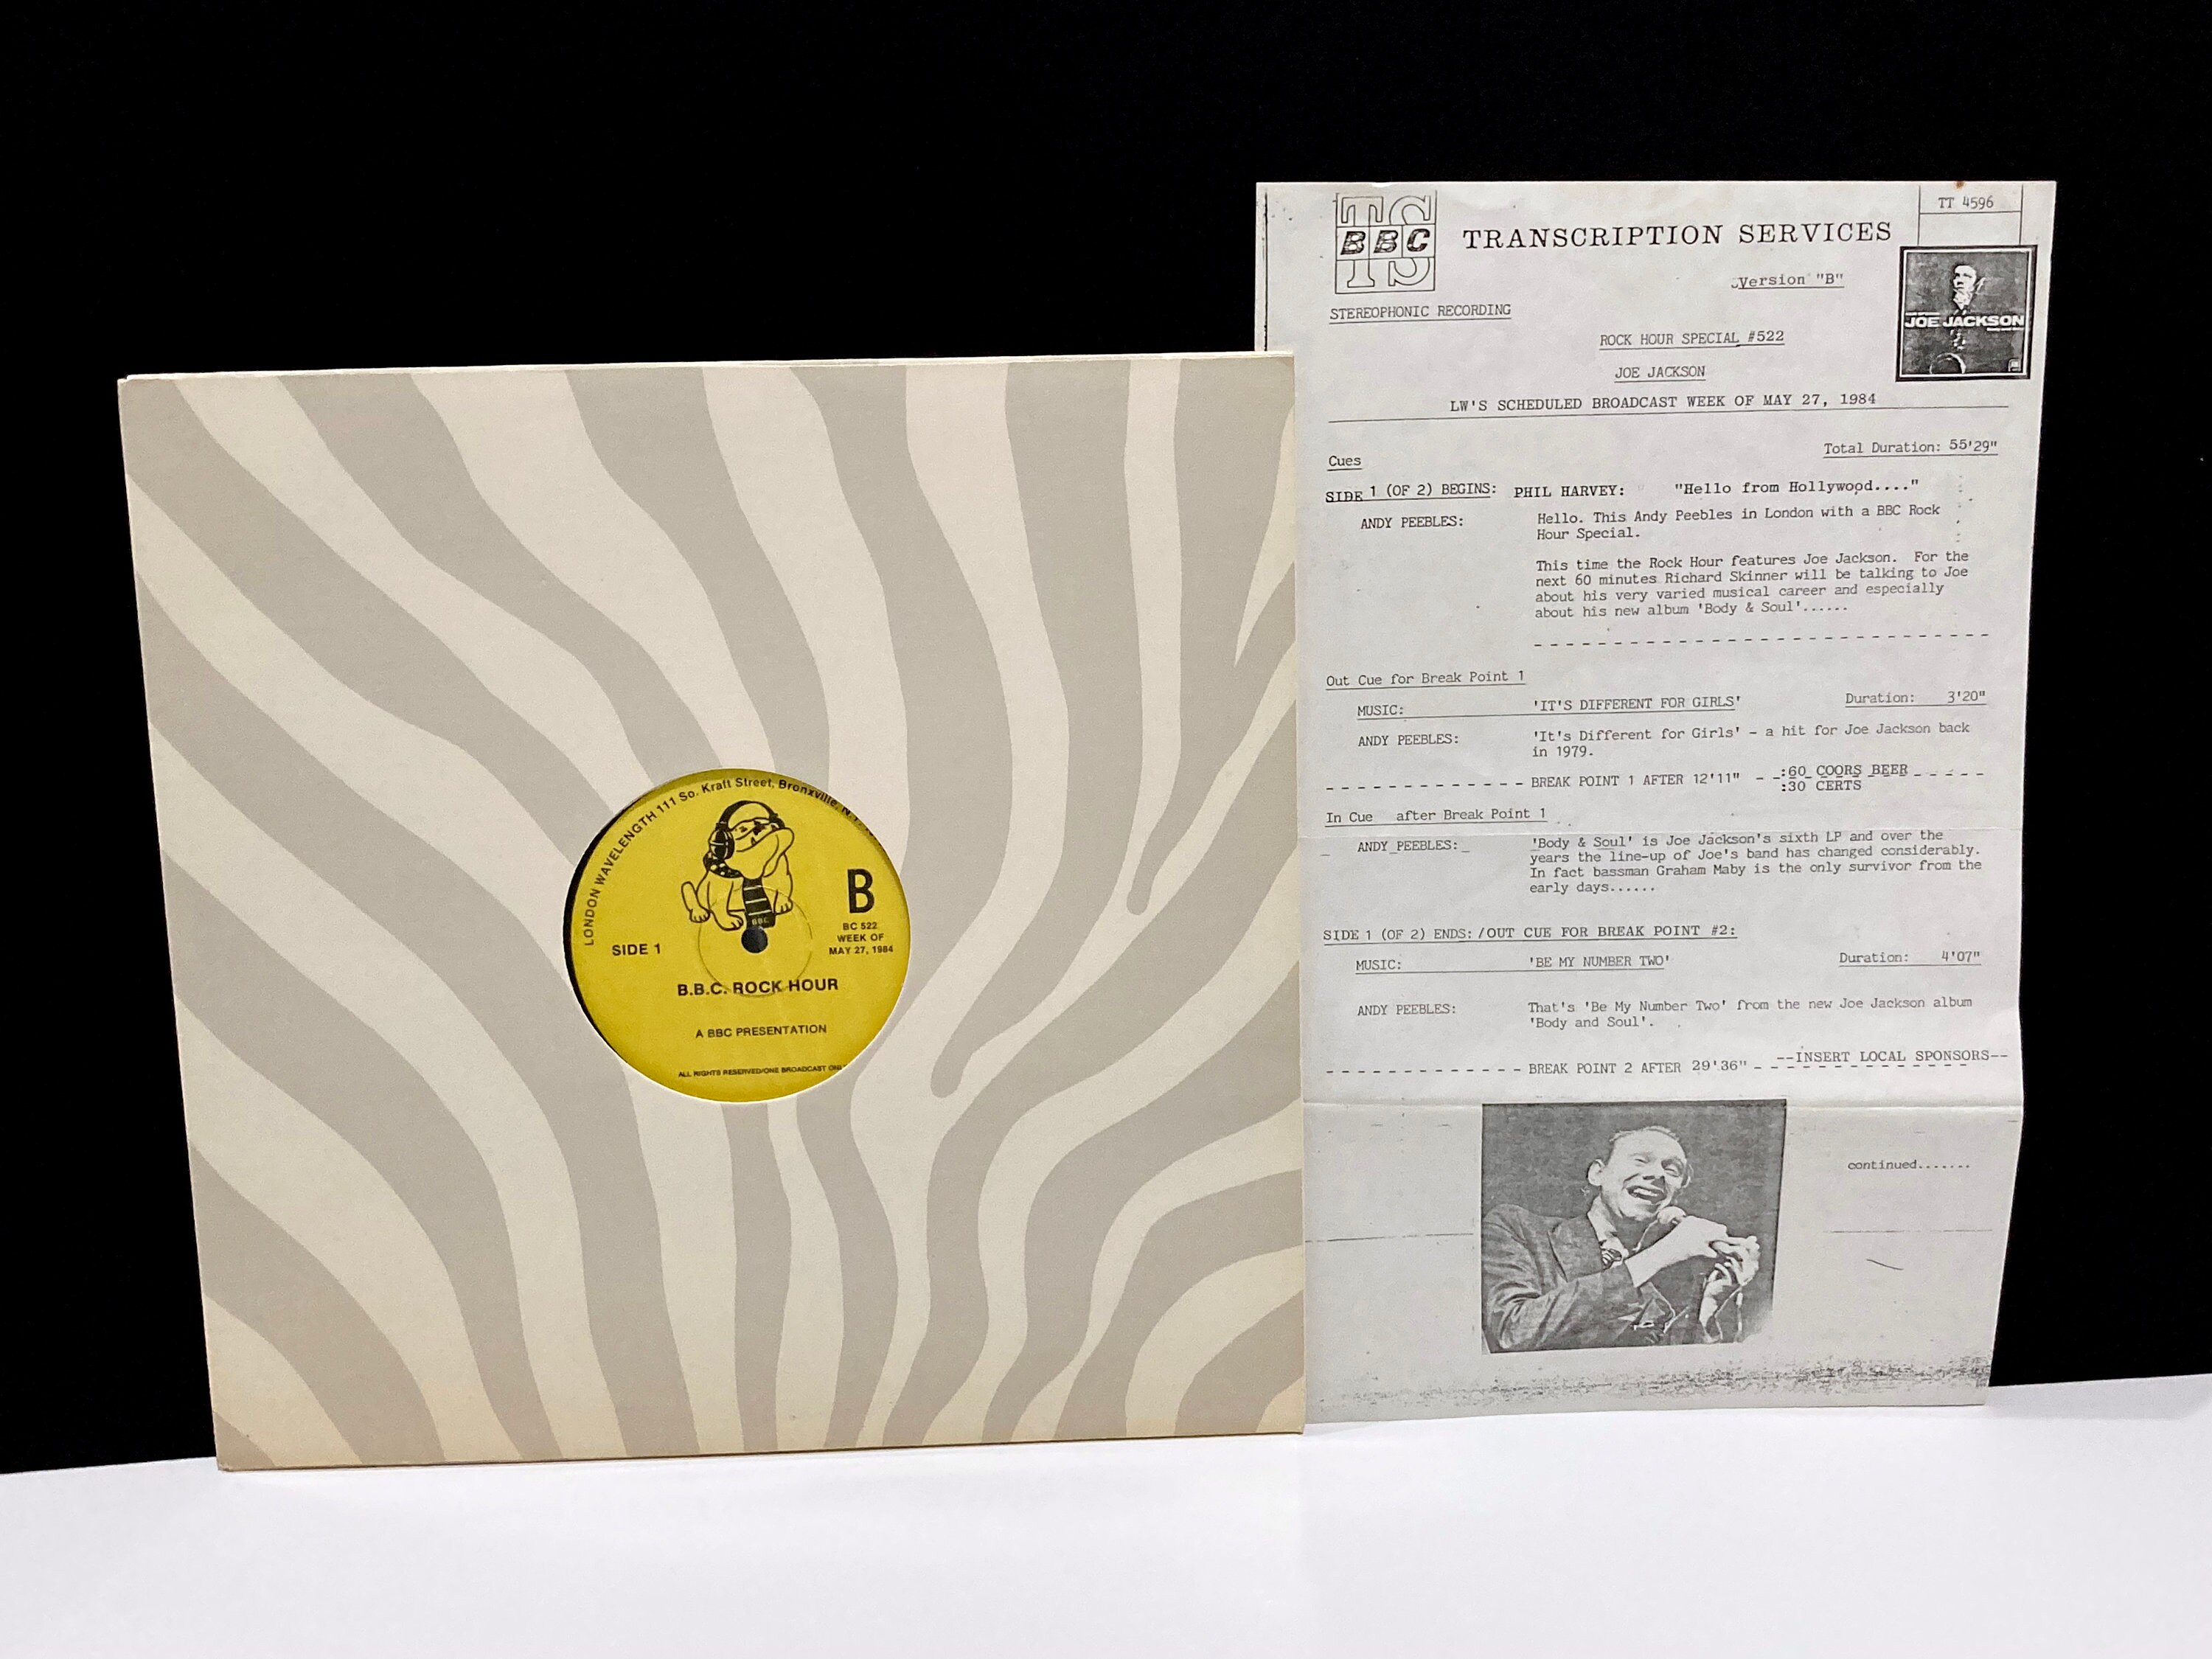 LONDON WAVELENGTH 111 So. Kraft Street, Bronxville, N.Y.
BBC
B
BC 522
WEEK OF
MAY 27, 1984
SIDE 1
B.B.C. ROCK HOUR
A BBC PRESENTATION
ALL RIGHTS RESERVED/ONE BROADCAST ONL
TS
BBC
TRANSCRIPTION SERVICES
TT 4596
Version "B"
JOE JACKSON
STEREOPHONIC RECORDING
ROCK HOUR SPECIAL #522
JOE JACKSON
LW'S SCHEDULED BROADCAST WEEK OF MAY 27, 1984
Total Duration: 55'29"
Cues
SIDE 1 (OF 2) BEGINS: PHIL HARVEY: "Hello from Hollywood...."
ANDY PEEBLES: Hello. This Andy Peebles in London with a BBC Rock
Hour Special.
This time the Rock Hour features Joe Jackson. For the
next 60 minutes Richard Skinner will be talking to Joe
about his very varied musical career and especially
about his new album 'Body & Soul'......
Out Cue for Break Point 1
MUSIC: 'IT'S DIFFERENT FOR GIRLS' Duration: 3'20"
ANDY PEEBLES: 'It's Different for Girls' - a hit for Joe Jackson back
in 1979.
- - - - - - - - - - - - - BREAK POINT 1 AFTER 12'11" - - :60 COORS BEER - - - - -
:30 CERTS
In Cue after Break Point 1
ANDY PEEBLES: 'Body & Soul' is Joe Jackson's sixth LP and over the
years the line-up of Joe's band has changed considerably.
In fact bassman Graham Maby is the only survivor from the
early days......
SIDE 1 (OF 2) ENDS: /OUT CUE FOR BREAK POINT #2:
MUSIC: 'BE MY NUMBER TWO' Duration: 4'07"
ANDY PEEBLES: That's 'Be My Number Two' from the new Joe Jackson album
'Body and Soul'.
- - - - - - - - - - - - - BREAK POINT 2 AFTER 29'36" - --INSERT LOCAL SPONSORS--
continued.......